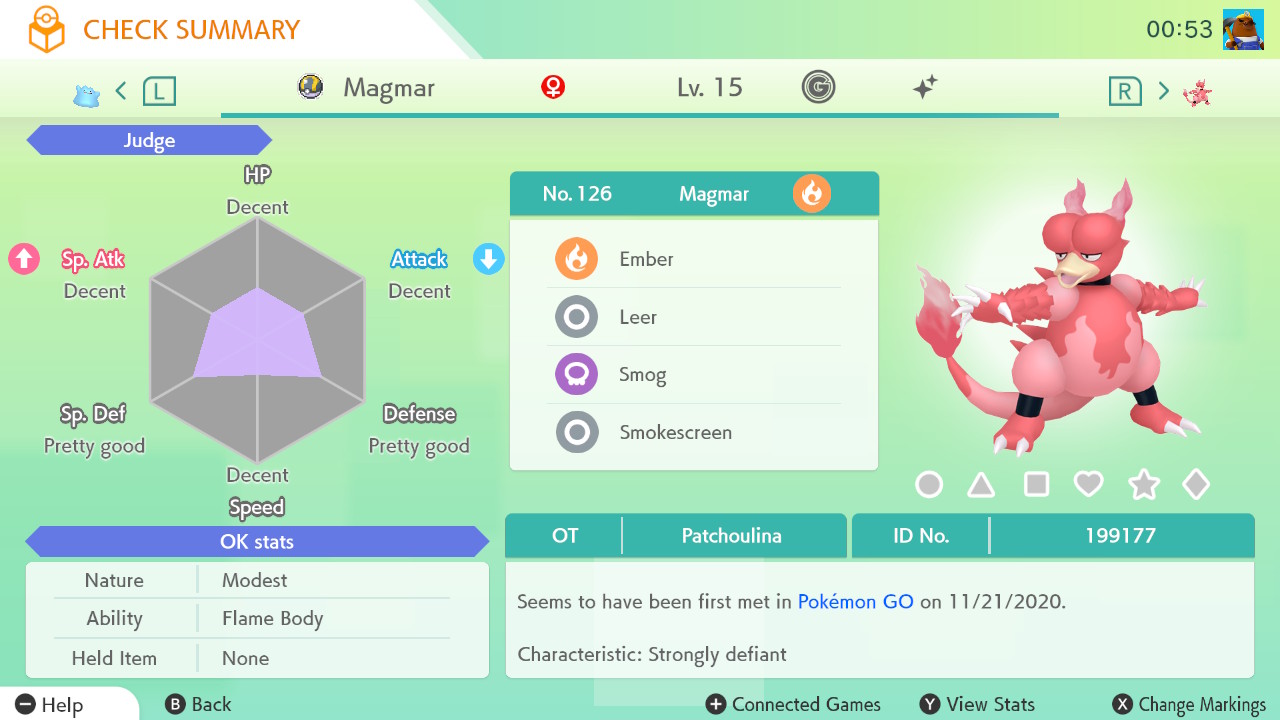 CHECK SUMMARY
00:53
L
Magmar
Lv. 15
G
R
Judge
HP
Decent
Sp. Atk
Decent
Attack
Decent
Sp. Def
Pretty good
Defense
Pretty good
Decent
Speed
OK stats
Nature Modest
Ability Flame Body
Held Item None
No. 126 Magmar
Ember
Leer
Smog
Smokescreen
OT Patchoulina
ID No. 199177
Seems to have been first met in Pokémon GO on 11/21/2020.
Characteristic: Strongly defiant
Help
B Back
Connected Games
Y View Stats
X Change Markings